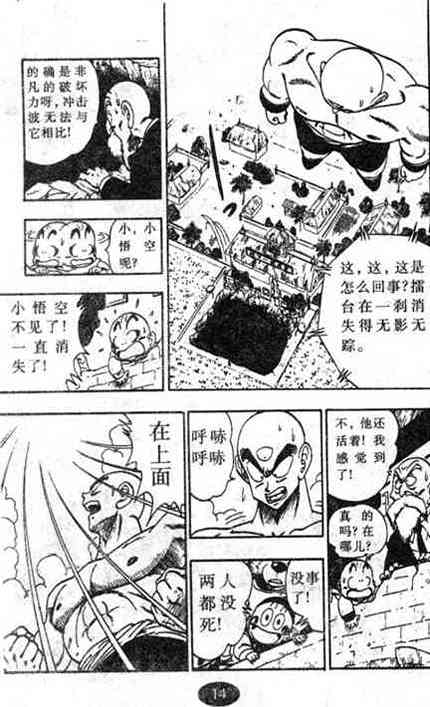 这，这，这是
怎么回事？擂
台在一刹消
失得无影无
踪。
的确是非
凡的破坏
力呀，冲击
波无法与
它相比！
小，小
悟空
呢？
小悟空
不见了！
一直消
失了！
不，他还
活着！我
感觉到
了！
真的
吗？在
哪儿？
呼哧
呼哧
没事
了！
两人
都没
死！
在上面
14